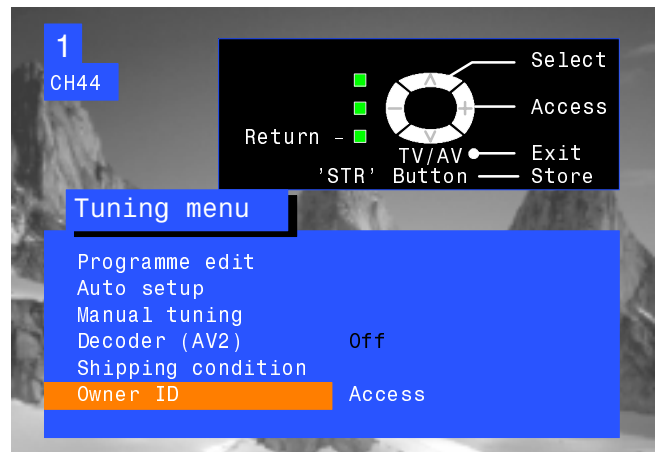 1
CH44
Select
Access
Return –
TV/AV Exit
'STR' Button Store
Tuning menu
Programme edit
Auto setup
Manual tuning
Decoder (AV2) Off
Shipping condition
Owner ID Access